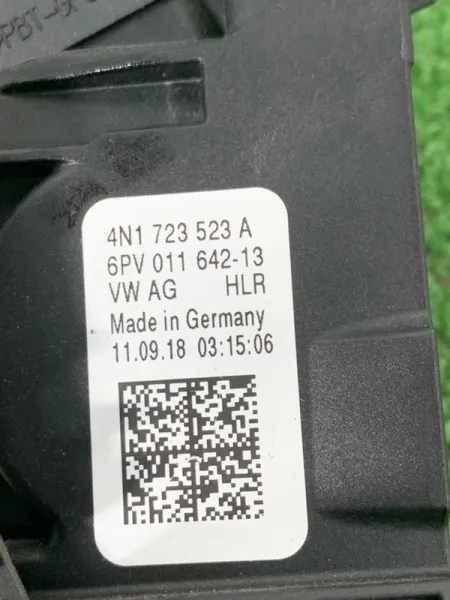 4N1 723 523 A
6PV 011 642-13
VW AG HLR
Made in Germany
11.09.18 03:15:06